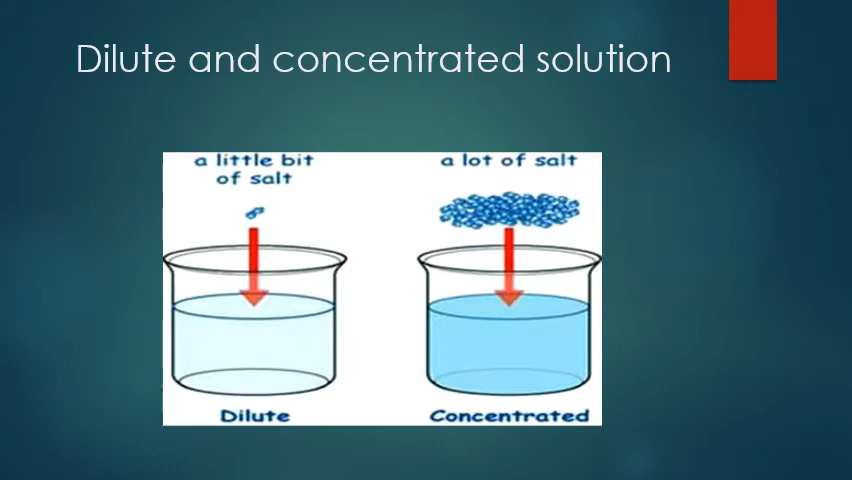 Dilute and concentrated solution
a little bit
of salt
a lot of salt
Dilute
Concentrated